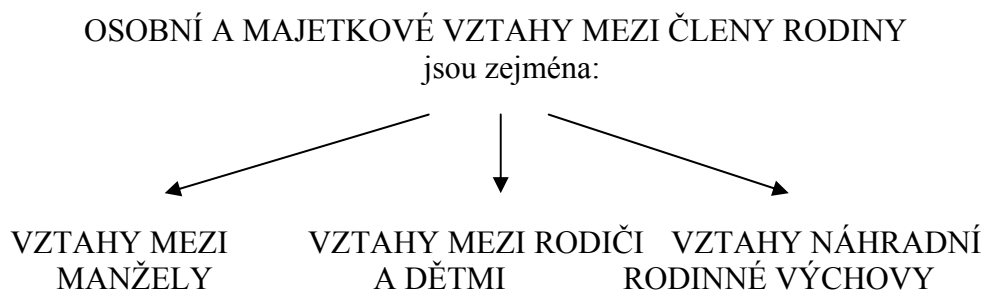 OSOBNÍ A MAJETKOVÉ VZTAHY MEZI ČLENY RODINY
jsou zejména:
VZTAHY MEZI
MANŽELY
VZTAHY MEZI RODIČI
A DĚTMI
VZTAHY NÁHRADNÍ
RODINNÉ VÝCHOVY